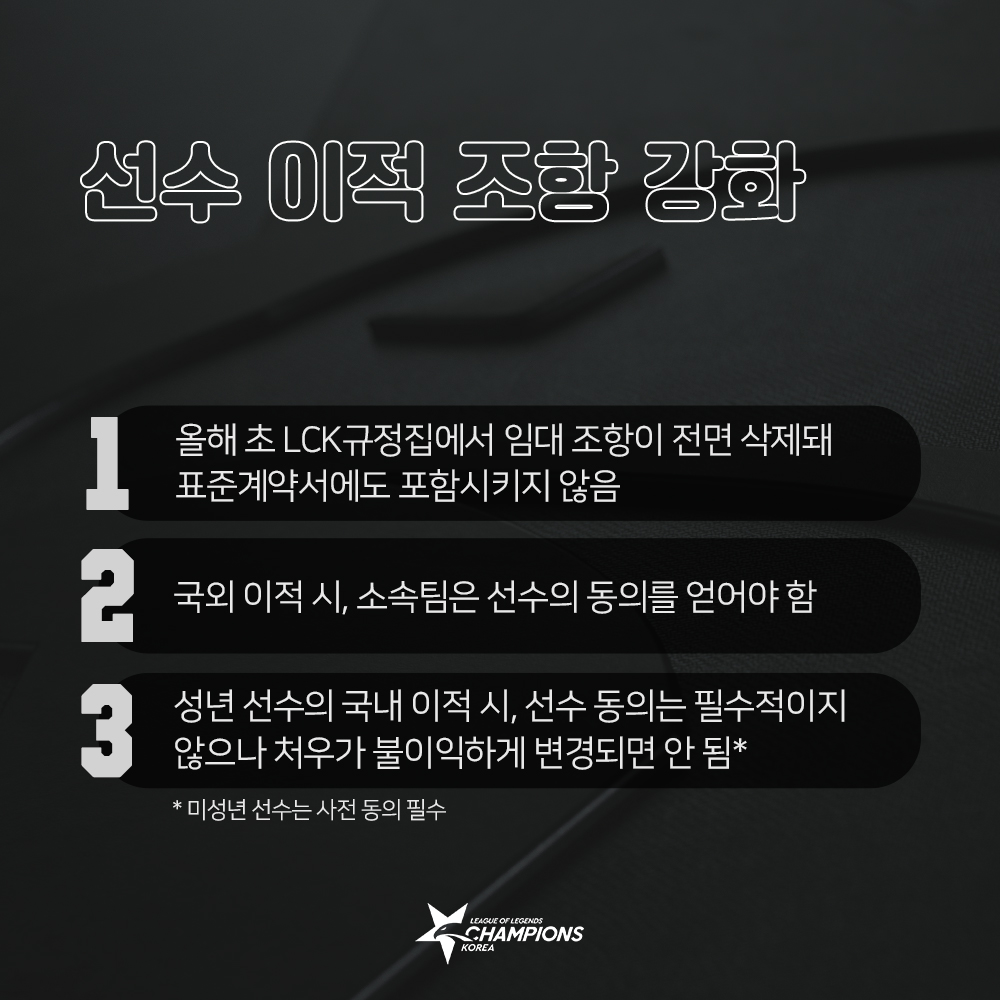 선수 이적 조항 강화
1
올해 초 LCK규정집에서 임대 조항이 전면 삭제돼
표준계약서에도 포함시키지 않음
2
국외 이적 시, 소속팀은 선수의 동의를 얻어야 함
3
성년 선수의 국내 이적 시, 선수 동의는 필수적이지
않으나 처우가 불이익하게 변경되면 안 됨*
* 미성년 선수는 사전 동의 필수
LEAGUE OF LEGENDS
CHAMPIONS
KOREA